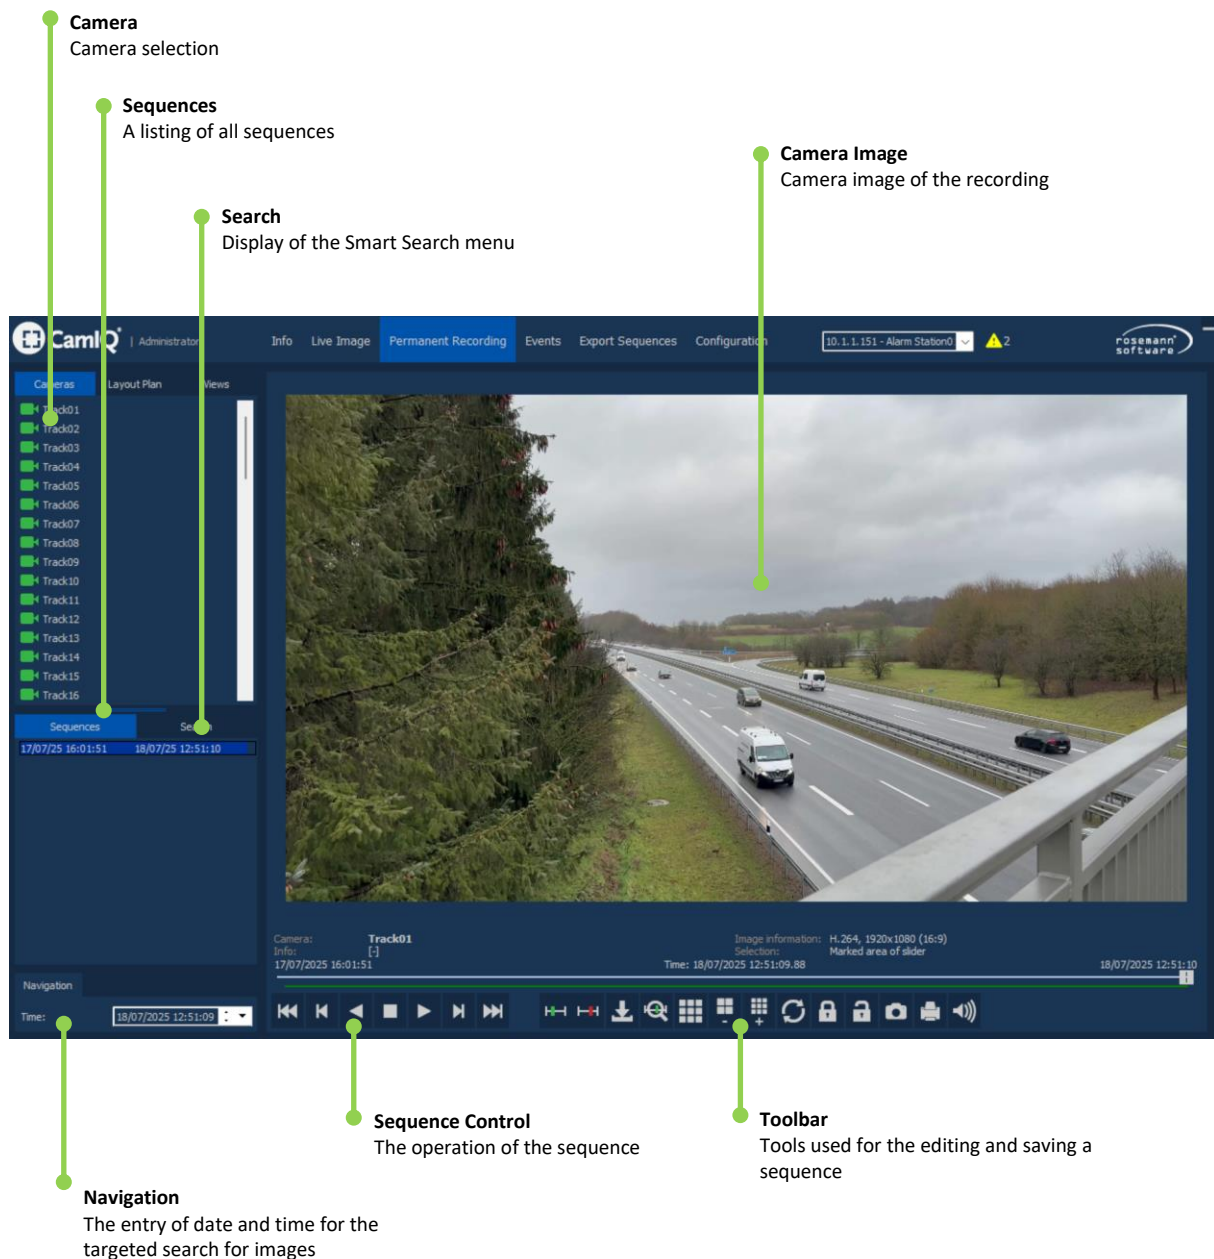 Camera
Camera selection
Sequences
A listing of all sequences
Camera Image
Camera image of the recording
Search
Display of the Smart Search menu
CamIQ | Administrator
Info Live Image Permanent Recording Events Export Sequences Configuration
10.1.1.151 - Alarm Station0
2
rosemann
software
Cameras Layout Plan Views
Track01
Track02
Track03
Track04
Track05
Track06
Track07
Track08
Track09
Track10
Track11
Track12
Track13
Track14
Track15
Track16
Sequences Search
17/07/25 16:01:51 18/07/25 12:51:10
Camera: Track01
Info: [-]
Image information: H.264, 1920x1080 (16:9)
Selection: Marked area of slider
17/07/2025 16:01:51 Time: 18/07/2025 12:51:09.88 18/07/2025 12:51:10
Navigation
Time: 18/07/2025 12:51:09
Sequence Control
The operation of the sequence
Toolbar
Tools used for the editing and saving a
sequence
Navigation
The entry of date and time for the
targeted search for images